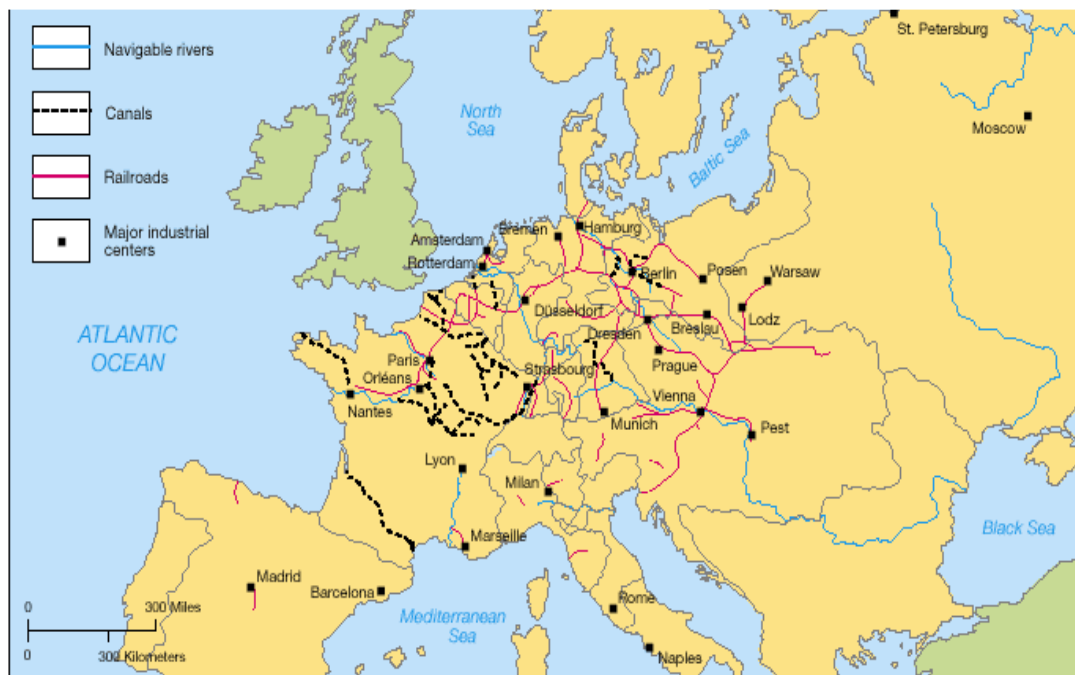 Navigable rivers
Canals
Railroads
Major industrial
centers
St. Petersburg
Moscow
North
Sea
Baltic Sea
Amsterdam
Bremen
Hamburg
Rotterdam
Berlin
Posen
Warsaw
Düsseldorf
Lodz
Dresden
Breslau
ATLANTIC
OCEAN
Paris
Strasbourg
Prague
Orléans
Nantes
Munich
Vienna
Pest
Lyon
Milan
Black Sea
Marseille
Madrid
Barcelona
Mediterranean
Sea
Rome
Naples
0
300 Miles
0
300 Kilometers